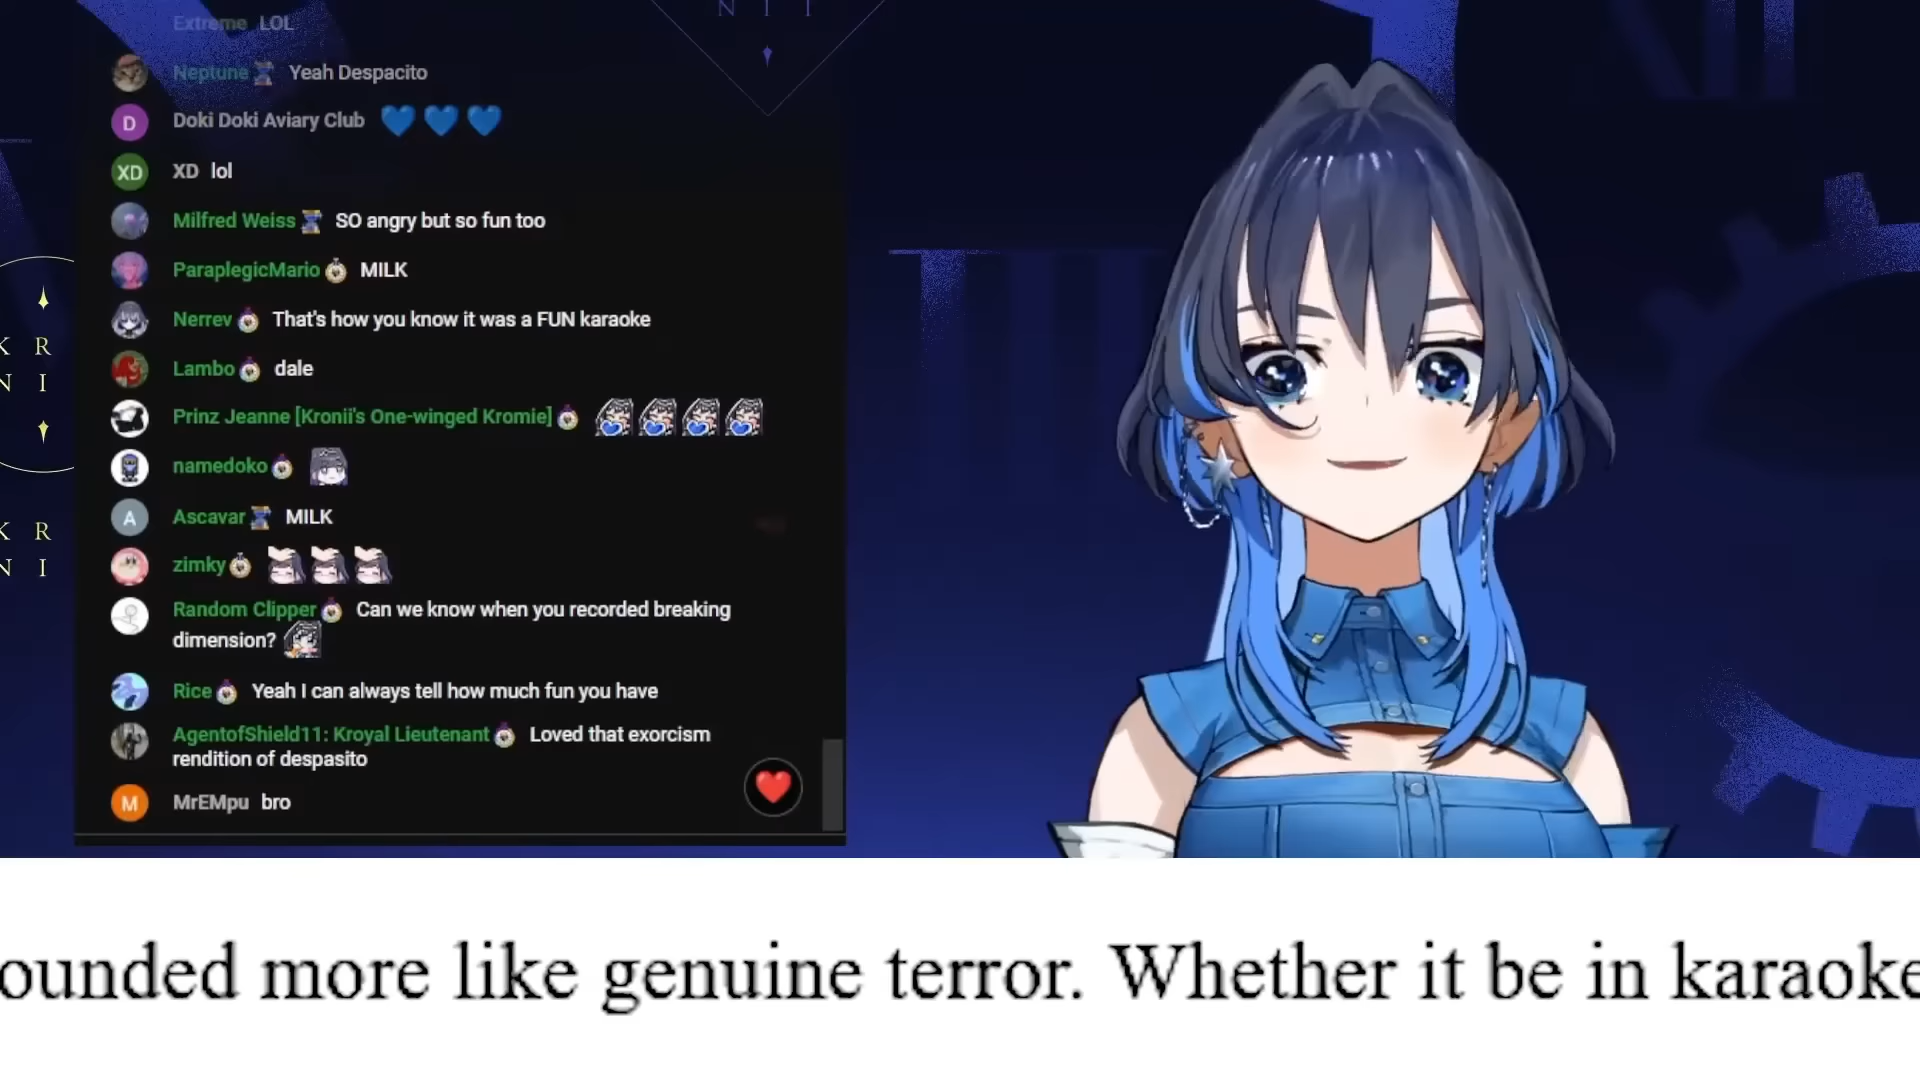 N I I
Extreme LOL
Neptune Yeah Despacito
Doki Doki Aviary Club 💙 💙 💙
XD XD lol
Milfred Weiss SO angry but so fun too
ParaplegicMario MILK
Nerrev That's how you know it was a FUN karaoke
Lambo dale
Prinz Jeanne [Kronii's One-winged Kromie]
namedoko
A Ascavar MILK
zimky
Random Clipper Can we know when you recorded breaking
dimension?
Rice Yeah I can always tell how much fun you have
AgentofShield11: Kroyal Lieutenant Loved that exorcism
rendition of despasito
M MrEMpu bro
D
K R
N I
K R
N I
ounded more like genuine terror. Whether it be in karaoke